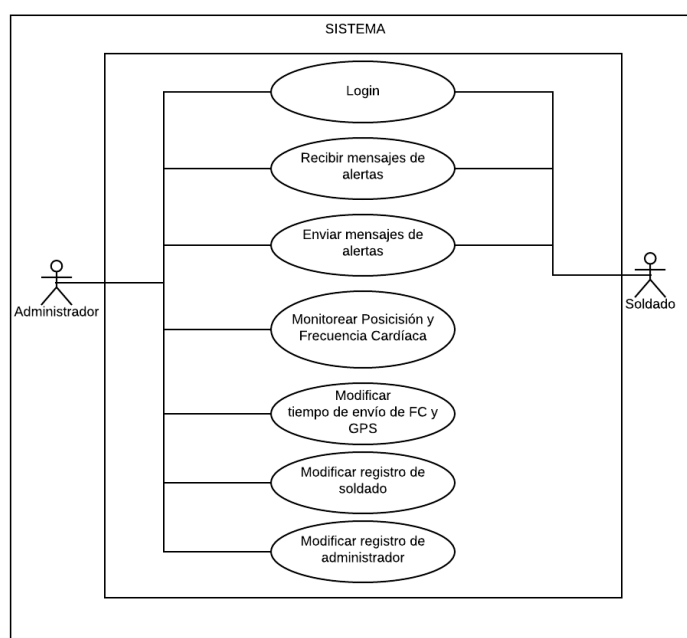 SISTEMA
Login
Recibir mensajes de
alertas
Enviar mensajes de
alertas
Administrador
Soldado
Monitorear Posicisión y
Frecuencia Cardíaca
Modificar
tiempo de envío de FC y
GPS
Modificar registro de
soldado
Modificar registro de
administrador